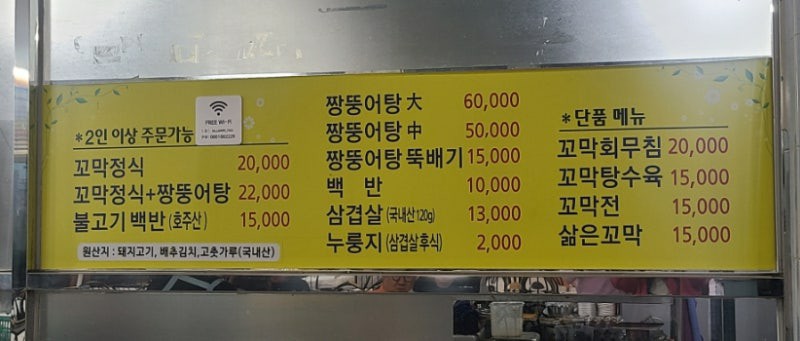 FREE Wi-Fi
*2인 이상 주문가능
꼬막정식 20,000
꼬막정식+짱뚱어탕 22,000
불고기 백반 (호주산) 15,000
원산지 : 돼지고기, 배추김치,고춧가루(국내산)
짱뚱어탕 大 60,000
짱뚱어탕 中 50,000
짱뚱어탕 뚝배기 15,000
백 반 10,000
삼겹살 (국내산120g) 13,000
누룽지 (삼겹살후식) 2,000
*단품 메뉴
꼬막회무침 20,000
꼬막탕수육 15,000
꼬막전 15,000
삶은꼬막 15,000